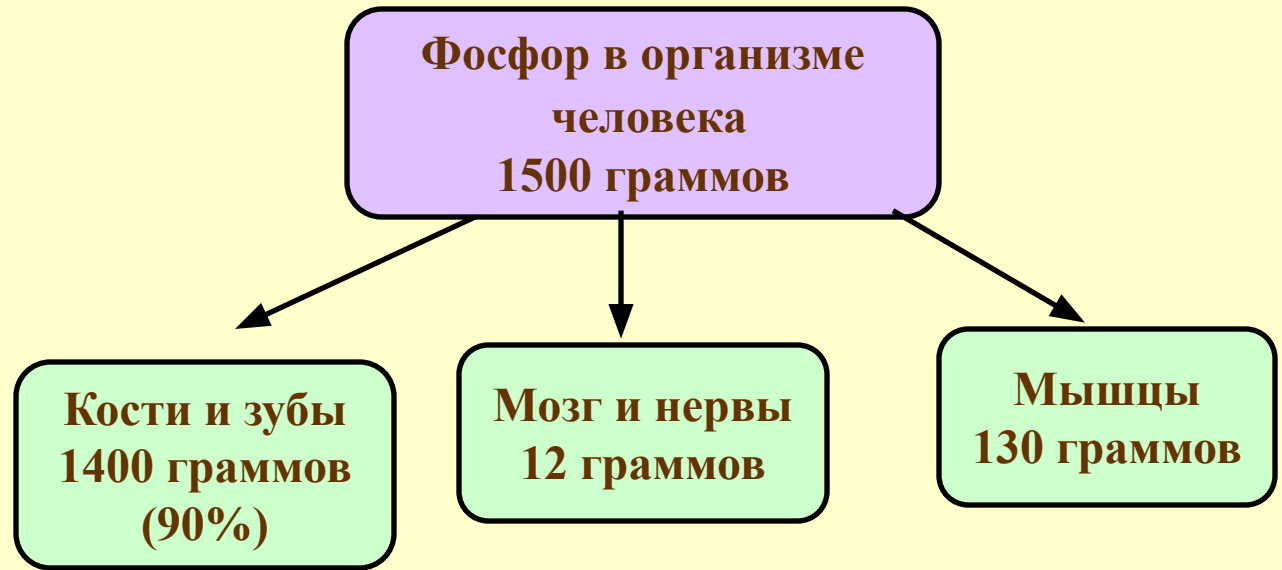 Фосфор в организме
человека
1500 граммов
Кости и зубы
1400 граммов
(90%)
Мозг и нервы
12 граммов
Мышцы
130 граммов